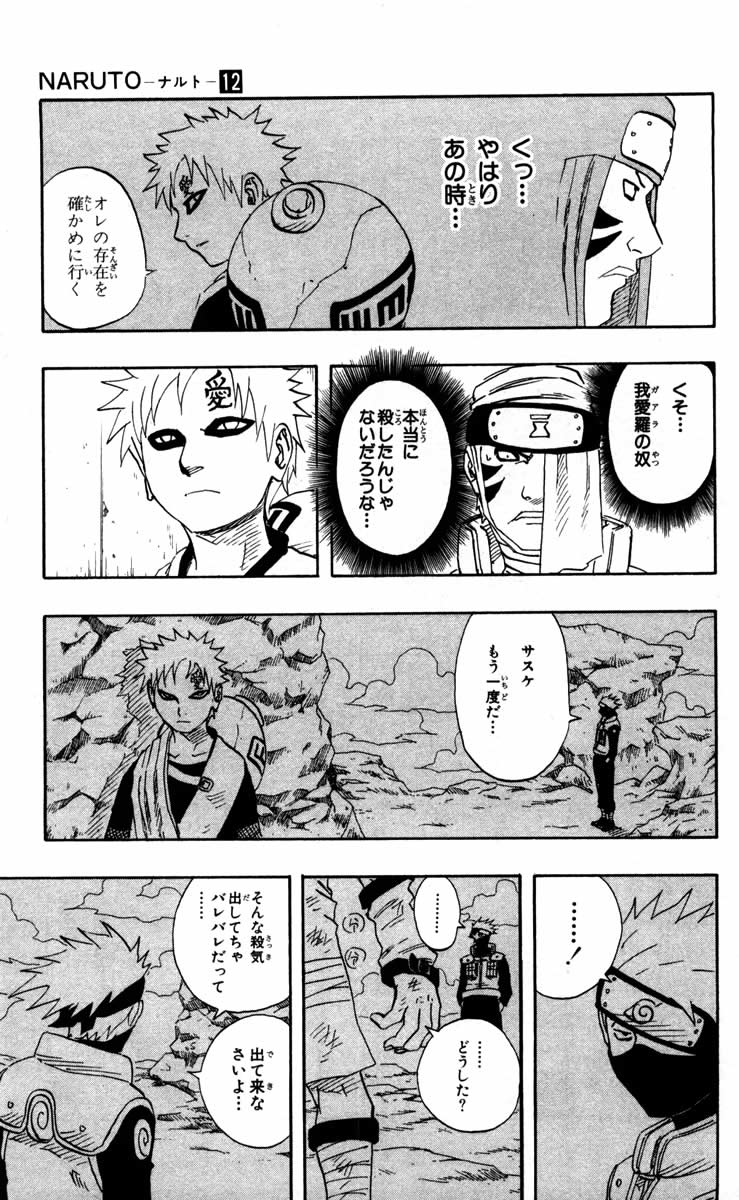 NARUTO—ナルト—12
くっ…
やはり
あの時…
オレの存在を
確かめに行く
くそ…
我愛羅の奴
本当に
殺したんじゃ
ないだろうな…
愛
サスケ
もう一度だ…
……！
……
……
どうした？
そんな殺気
出してちゃ
バレバレだって
……
出て来な
さいよ…